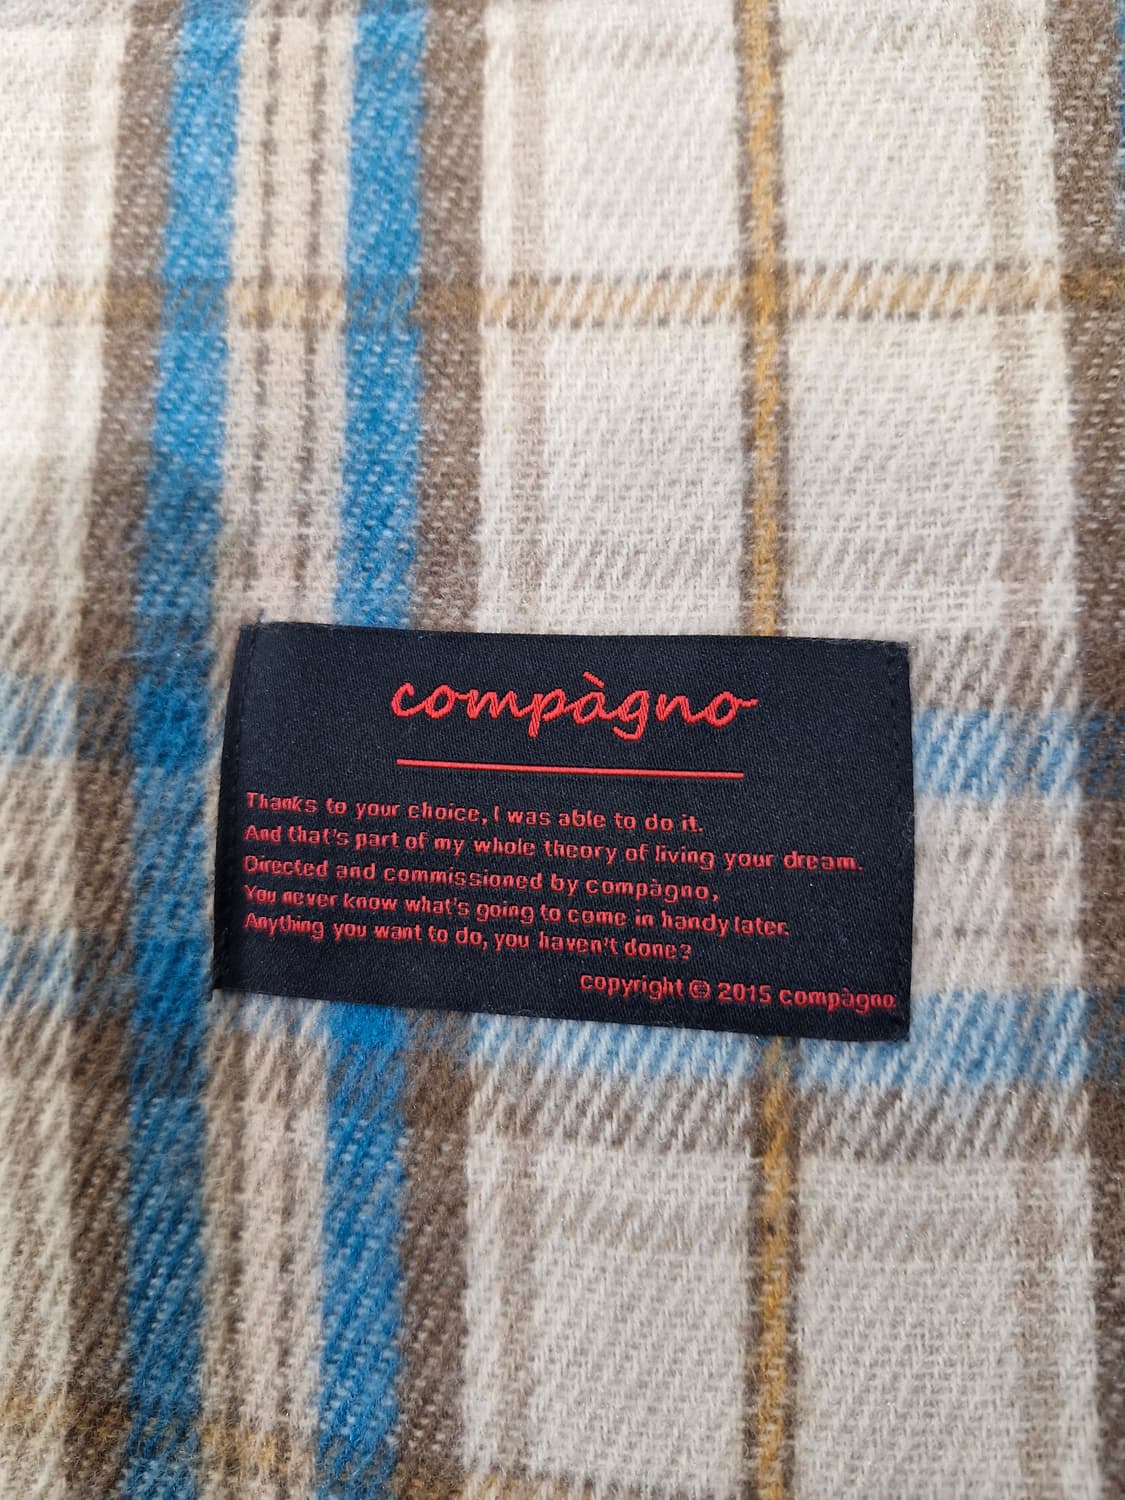 compàgno
Thanks to your choice, I was able to do it.
And that's part of my whole theory of living your dream.
Directed and commissioned by compàgno,
You never know what's going to come in handy later.
Anything you want to do, you haven't done?
copyright © 2015 compàgno